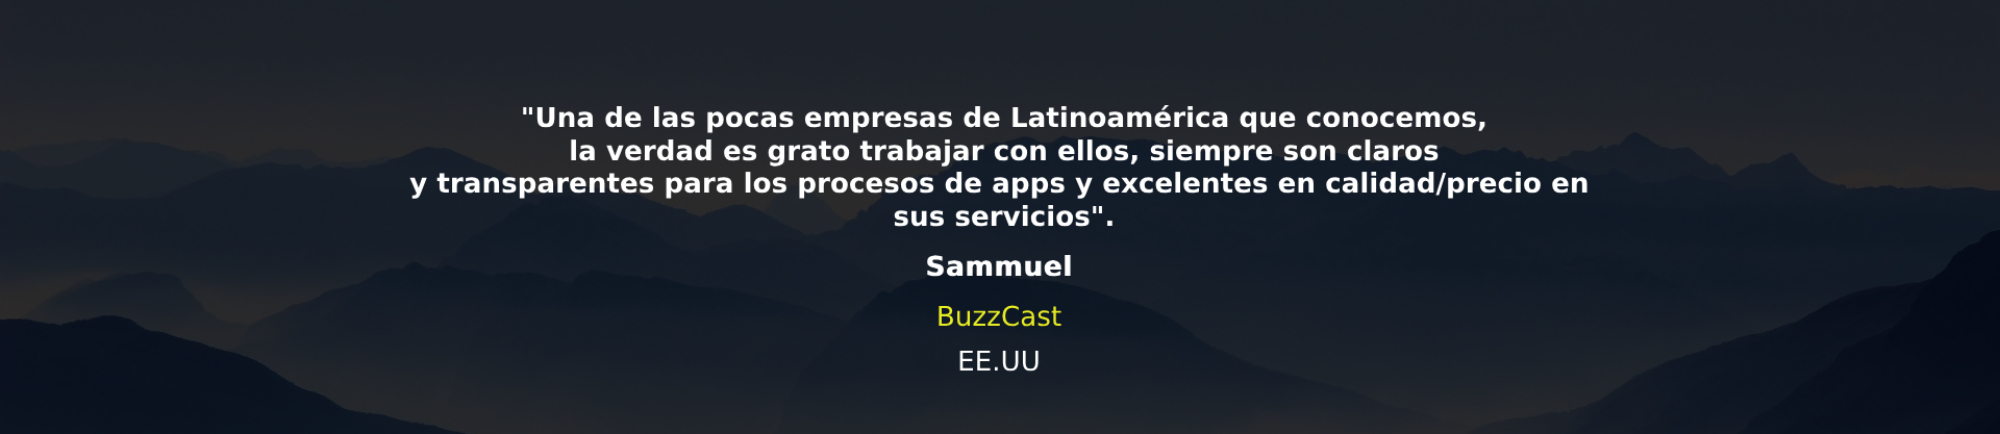 "Una de las pocas empresas de Latinoamérica que conocemos,
la verdad es grato trabajar con ellos, siempre son claros
y transparentes para los procesos de apps y excelentes en calidad/precio en
sus servicios".
Sammuel
BuzzCast
EE.UU